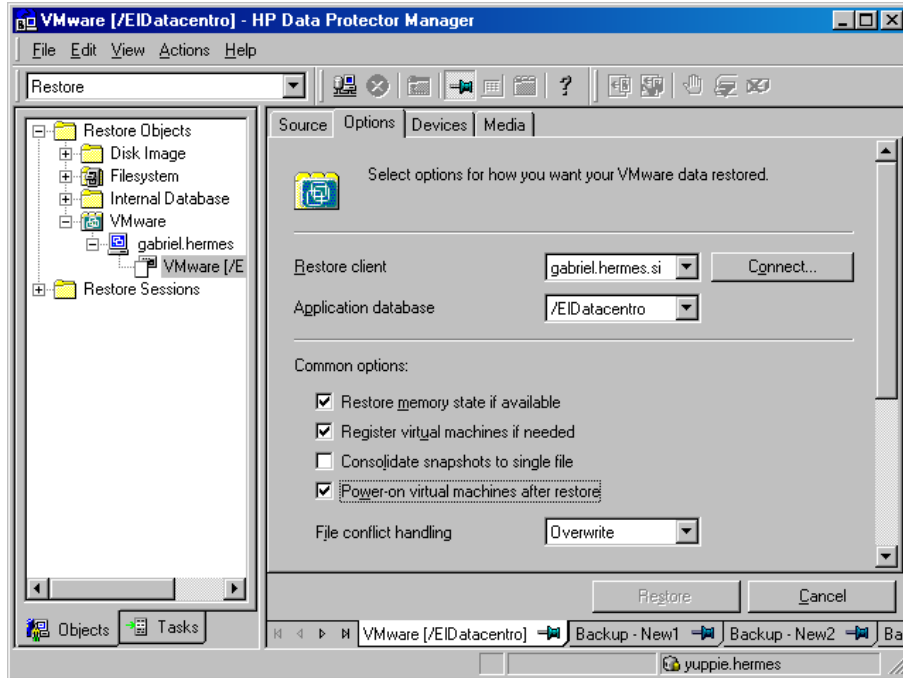 VMware [/ElDatacentro] - HP Data Protector Manager
File Edit View Actions Help
Restore
Restore Objects
Disk Image
Filesystem
Internal Database
VMware
gabriel.hermes
VMware [/E
Restore Sessions
Objects
Tasks
Source Options Devices Media
Select options for how you want your VMware data restored.
Restore client gabriel.hermes.si Connect...
Application database /ElDatacentro
Common options:
Restore memory state if available
Register virtual machines if needed
Consolidate snapshots to single file
Power-on virtual machines after restore
File conflict handling Overwrite
Restore Cancel
VMware [/ElDatacentro] Backup - New1 Backup - New2 Ba
yuppie.hermes